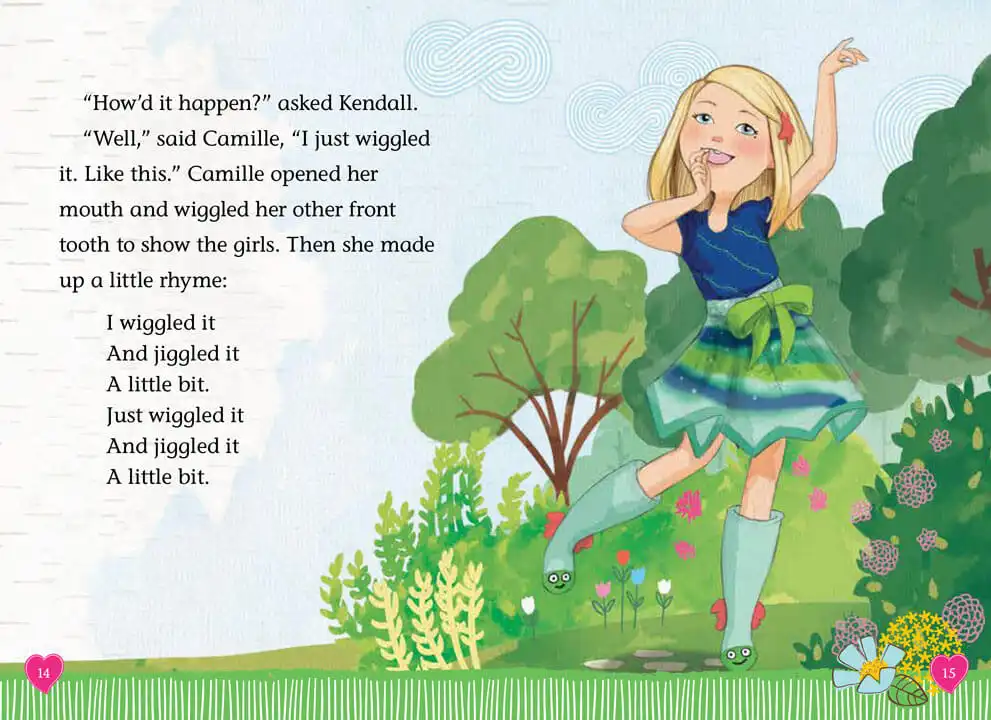 “How’d it happen?” asked Kendall.
“Well,” said Camille, “I just wiggled
it. Like this.” Camille opened her
mouth and wiggled her other front
tooth to show the girls. Then she made
up a little rhyme:
I wiggled it
And jiggled it
A little bit.
Just wiggled it
And jiggled it
A little bit.
14
15